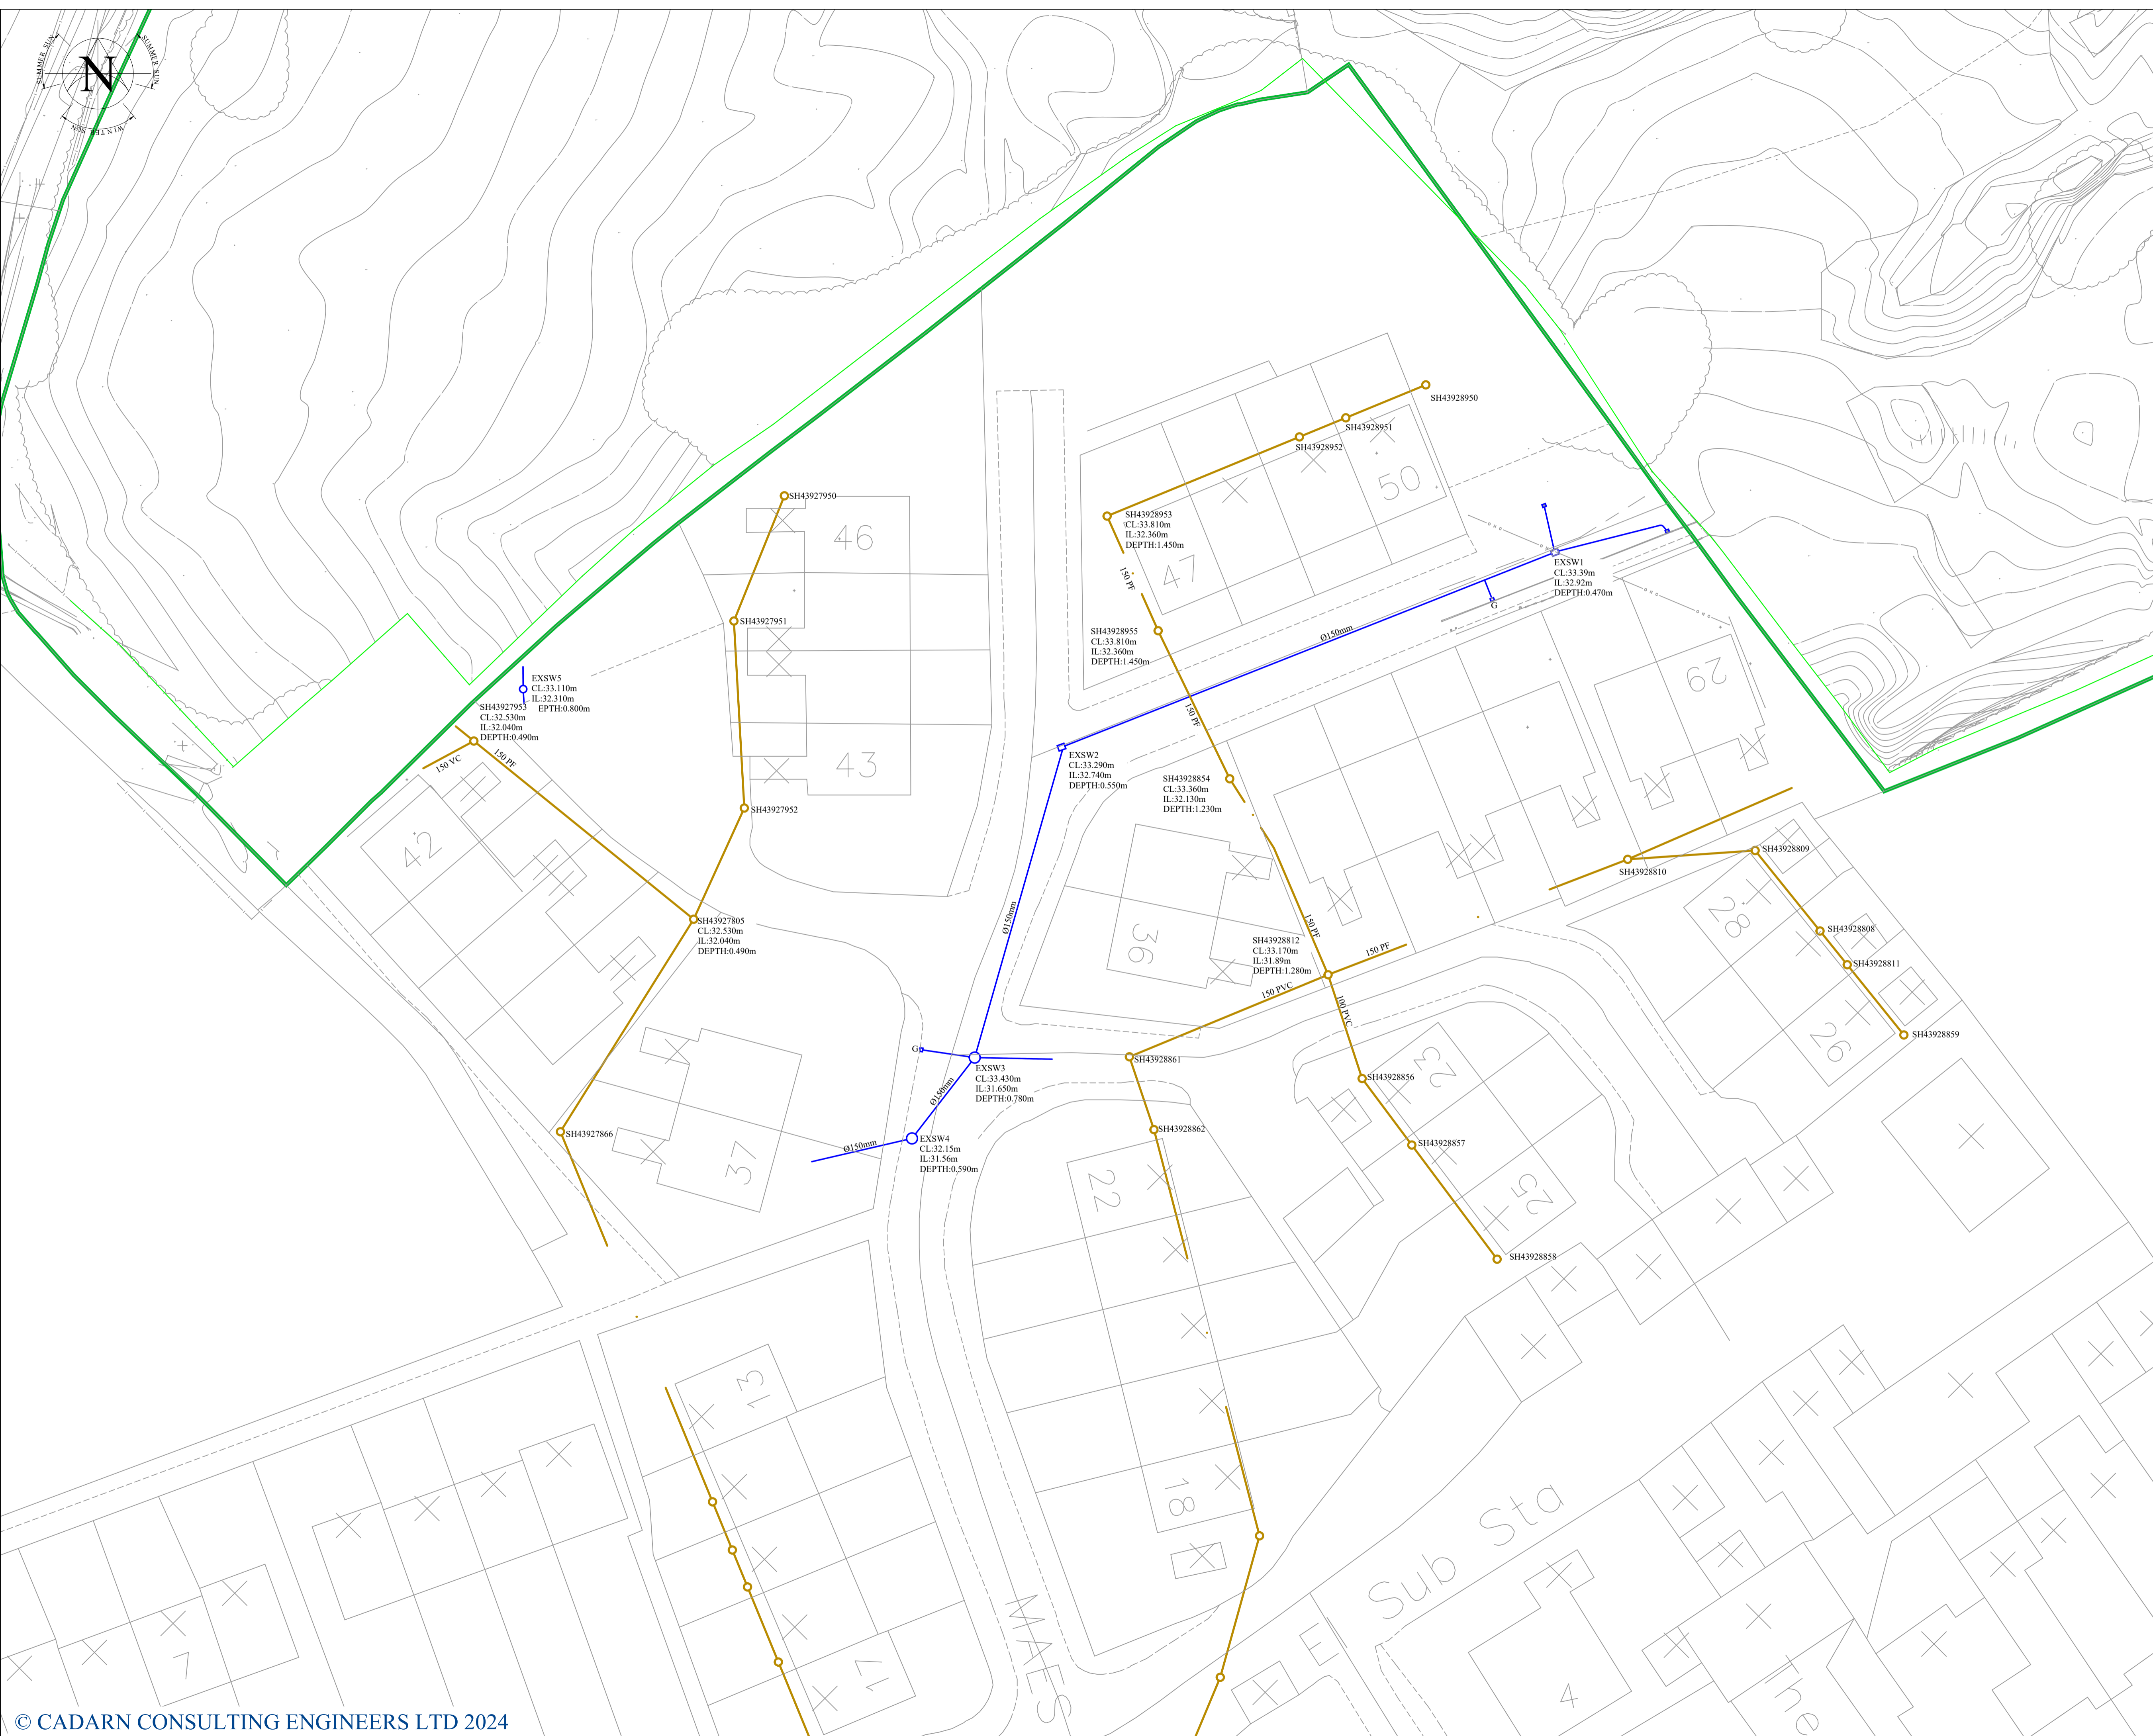 SUMMER SUN
SUMMER SUN
N
WINTER SUN
SH43928950
SH43928951
SH43928952
50
SH43927950
46
SH43928953
CL:33.810m
IL:32.360m
DEPTH:1.450m
150 PF
47
EXSW1
CL:33.39m
IL:32.92m
DEPTH:0.470m
G
SH43927951
SH43928955
CL:33.810m
IL:32.360m
DEPTH:1.450m
Ø150mm
29
EXSW5
CL:33.110m
IL:32.310m
EPTH:0.800m
SH43927953
CL:32.530m
IL:32.040m
DEPTH:0.490m
150 VC
150 PF
150 PF
43
EXSW2
CL:33.290m
IL:32.740m
DEPTH:0.550m
SH43928854
CL:33.360m
IL:32.130m
DEPTH:1.230m
SH43927952
42
SH43928809
SH43928810
SH43927805
CL:32.530m
IL:32.040m
DEPTH:0.490m
Ø150mm
36
150 PF
28
SH43928808
SH43928812
CL:33.170m
IL:31.89m
DEPTH:1.280m
150 PF
SH43928811
150 PVC
100 PVC
26
SH43928859
G
EXSW3
CL:33.430m
IL:31.650m
DEPTH:0.780m
SH43928861
SH43928856
23
Ø150mm
SH43927866
SH43928862
EXSW4
CL:32.15m
IL:31.56m
DEPTH:0.590m
Ø150mm
SH43928857
37
22
25
SH43928858
13
18
El Sub Sta
17
MAES
7
4
ine
© CADARN CONSULTING ENGINEERS LTD 2024